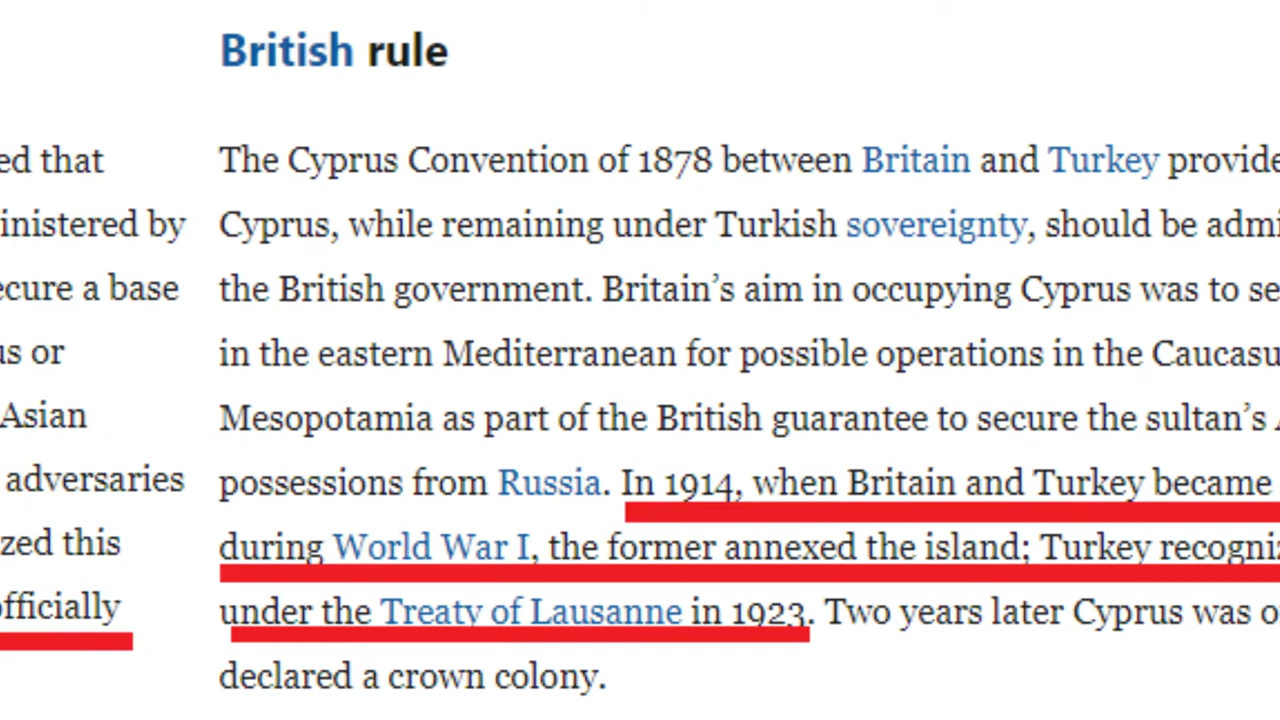 British rule
ed that
The Cyprus Convention of 1878 between Britain and Turkey provide
inistered by
Cyprus, while remaining under Turkish sovereignty, should be admi
ecure a base
the British government. Britain’s aim in occupying Cyprus was to se
us or
in the eastern Mediterranean for possible operations in the Caucasu
Asian
Mesopotamia as part of the British guarantee to secure the sultan’s A
adversaries
possessions from Russia. In 1914, when Britain and Turkey became
zed this
during World War I, the former annexed the island; Turkey recogniz
officially
under the Treaty of Lausanne in 1923. Two years later Cyprus was o
declared a crown colony.